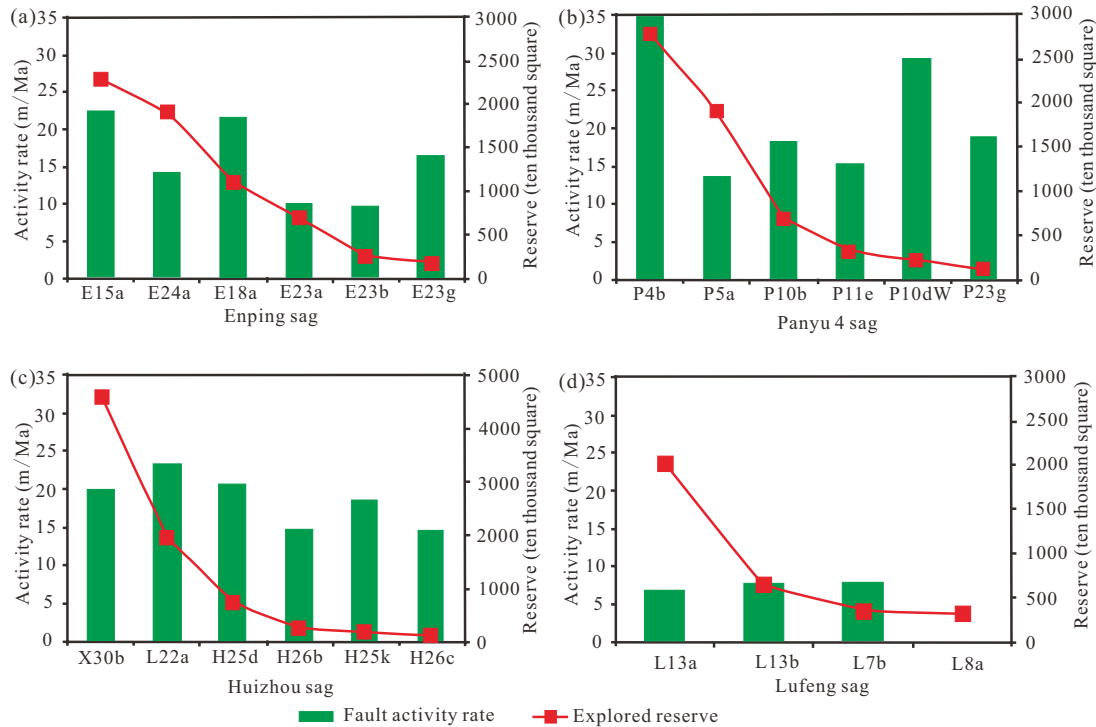 (a)
Activity rate (m/Ma)
35
30
25
20
15
10
5
0
3000
2500
2000
1500
1000
500
0
Reserve (ten thousand square)
E15a E24a E18a E23a E23b E23g
Enping sag
(b)
Activity rate (m/Ma)
35
30
25
20
15
10
5
0
3000
2500
2000
1500
1000
500
0
Reserve (ten thousand square)
P4b P5a P10b P11e P10dW P23g
Panyu 4 sag
(c)
Activity rate (m/Ma)
35
30
25
20
15
10
5
0
5000
4000
3000
2000
1000
0
Reserve (ten thousand square)
X30b L22a H25d H26b H25k H26c
Huizhou sag
(d)
Activity rate (m/Ma)
35
30
25
20
15
10
5
0
3000
2500
2000
1500
1000
500
0
Reserve (ten thousand square)
L13a L13b L7b L8a
Lufeng sag
Fault activity rate Explored reserve